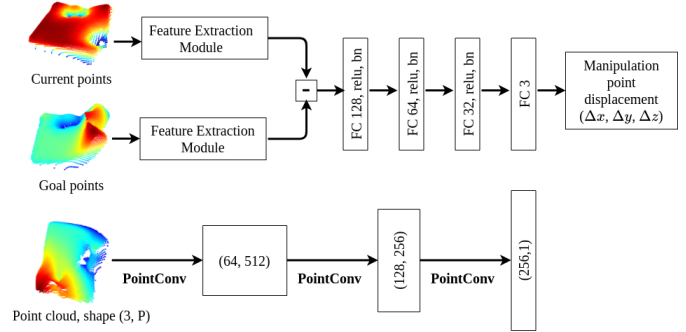 Current points
Feature Extraction
Module
Goal points
Feature Extraction
Module
-
FC 128, relu, bn
FC 64, relu, bn
FC 32, relu, bn
FC 3
Manipulation
point
displacement
(Δx, Δy, Δz)
Point cloud, shape (3, P)
PointConv
(64, 512)
PointConv
(128, 256)
PointConv
(256,1)